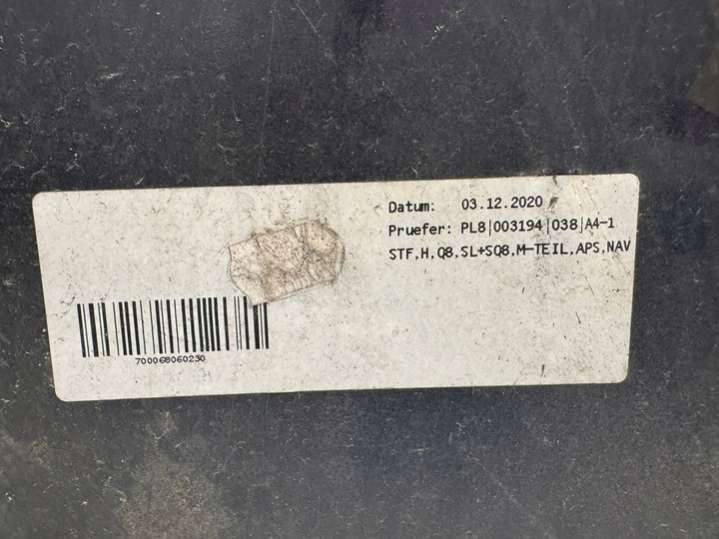 Datum: 03.12.2020
Pruefer: PL8|003194|038|A4-1
STF,H,Q8,SL+SQ8,M-TEIL,APS,NAV
700068060230